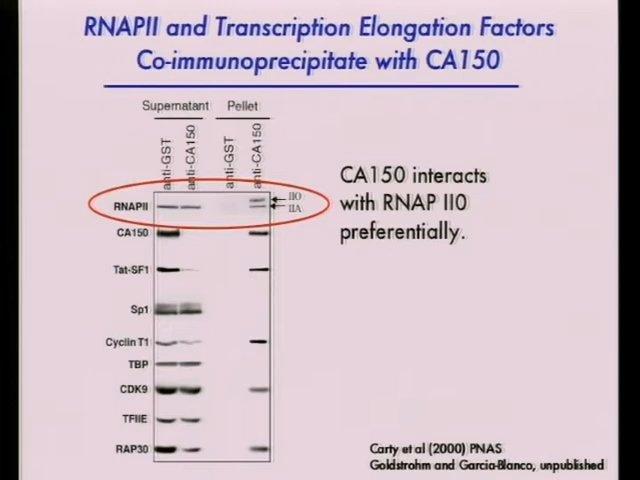 RNAPII and Transcription Elongation Factors
Co-immunoprecipitate with CA150
Supernatant Pellet
anti-GST anti-CA150 anti-GST anti-CA150
RNAPII
IIO
IIA
CA150
Tat-SF1
Sp1
Cyclin T1
TBP
CDK9
TFIIE
RAP30
CA150 interacts
with RNAP II0
preferentially.
Carty et al (2000) PNAS
Goldstrohm and Garcia-Blanco, unpublished